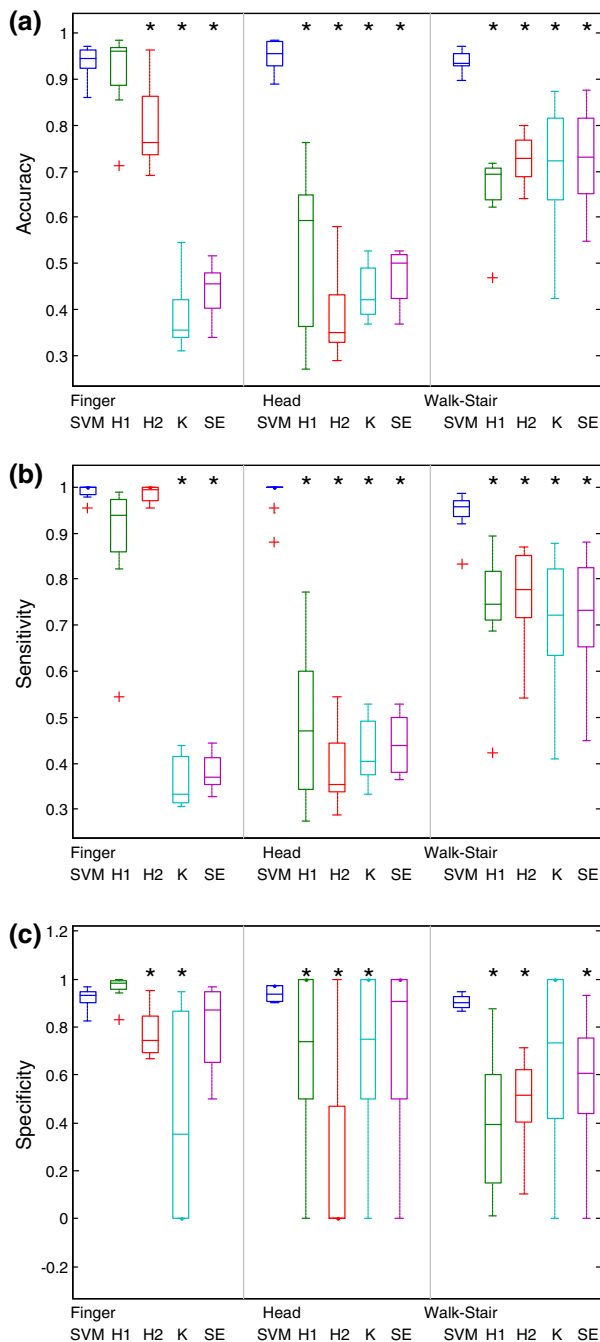 (a)
* * * * * * * * * * *
1
0.9
0.8
0.7
0.6
0.5
0.4
0.3
Accuracy
Finger Head Walk-Stair
SVM H1 H2 K SE SVM H1 H2 K SE SVM H1 H2 K SE
(b)
* * * * * * * * * *
1
0.9
0.8
0.7
0.6
0.5
0.4
0.3
Sensitivity
Finger Head Walk-Stair
SVM H1 H2 K SE SVM H1 H2 K SE SVM H1 H2 K SE
(c)
1.2
* * * * * * * *
1
0.8
0.6
0.4
0.2
0
-0.2
Specificity
Finger Head Walk-Stair
SVM H1 H2 K SE SVM H1 H2 K SE SVM H1 H2 K SE